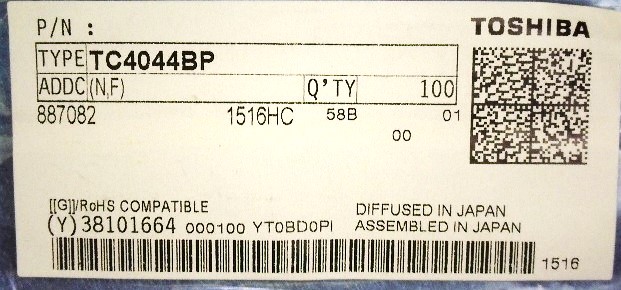 P/N :
TOSHIBA
TYPE TC4044BP
ADDC (N,F) Q'TY 100
887082 1516HC 58B 01
00
[[G]]/RoHS COMPATIBLE DIFFUSED IN JAPAN
(Y) 38101664 000100 YT0BD0PI ASSEMBLED IN JAPAN
1516